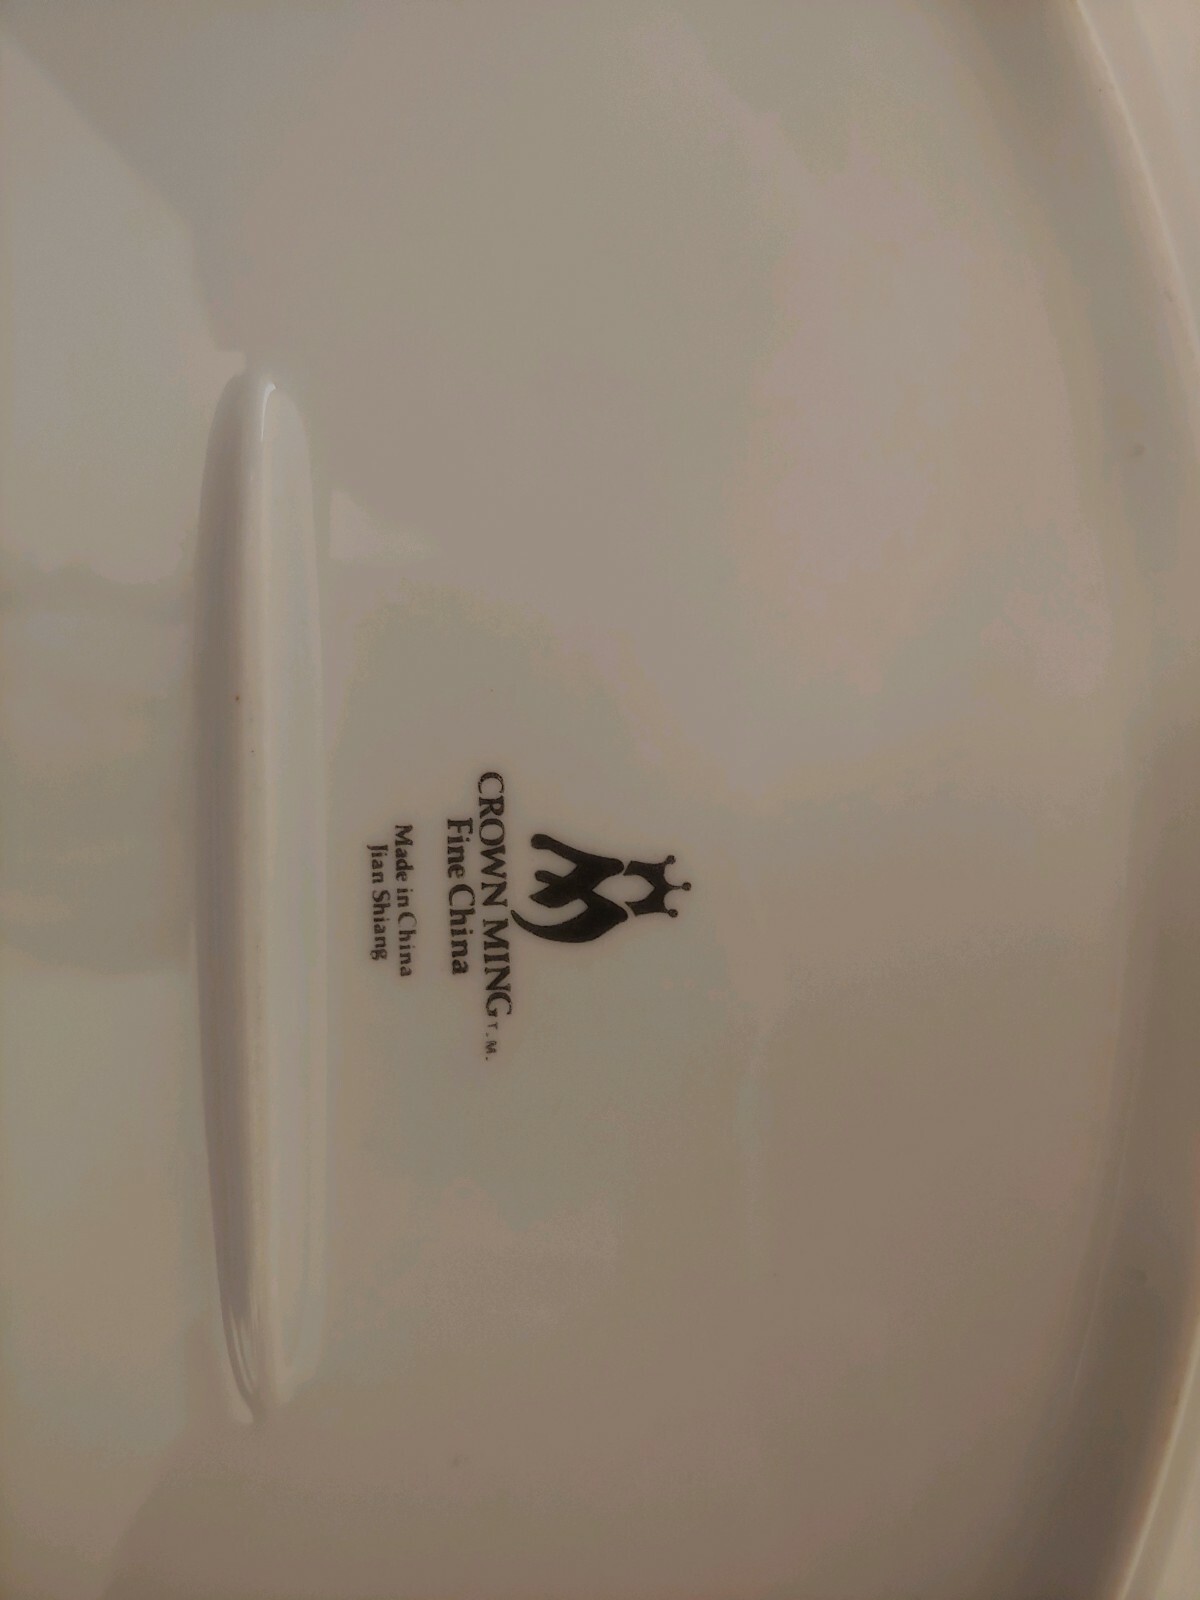 CROWN MING T.M.
Fine China
Made in China
Jian Shiang